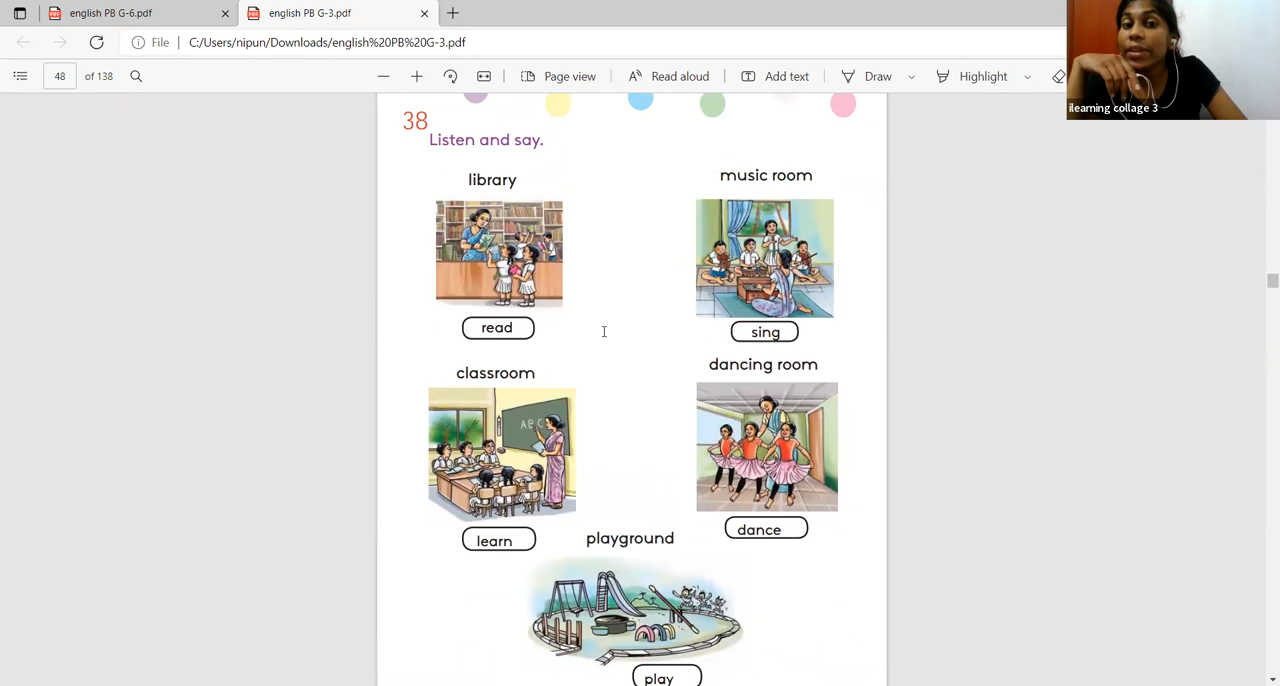 english PB G-6.pdf
english PB G-3.pdf
File
C:/Users/nipun/Downloads/english%20PB%20G-3.pdf
48 of 138
Page view
Read aloud
Add text
Draw
Highlight
ilearning collage 3
38
Listen and say.
library
music room
read
sing
classroom
dancing room
ABC
learn
dance
playground
play